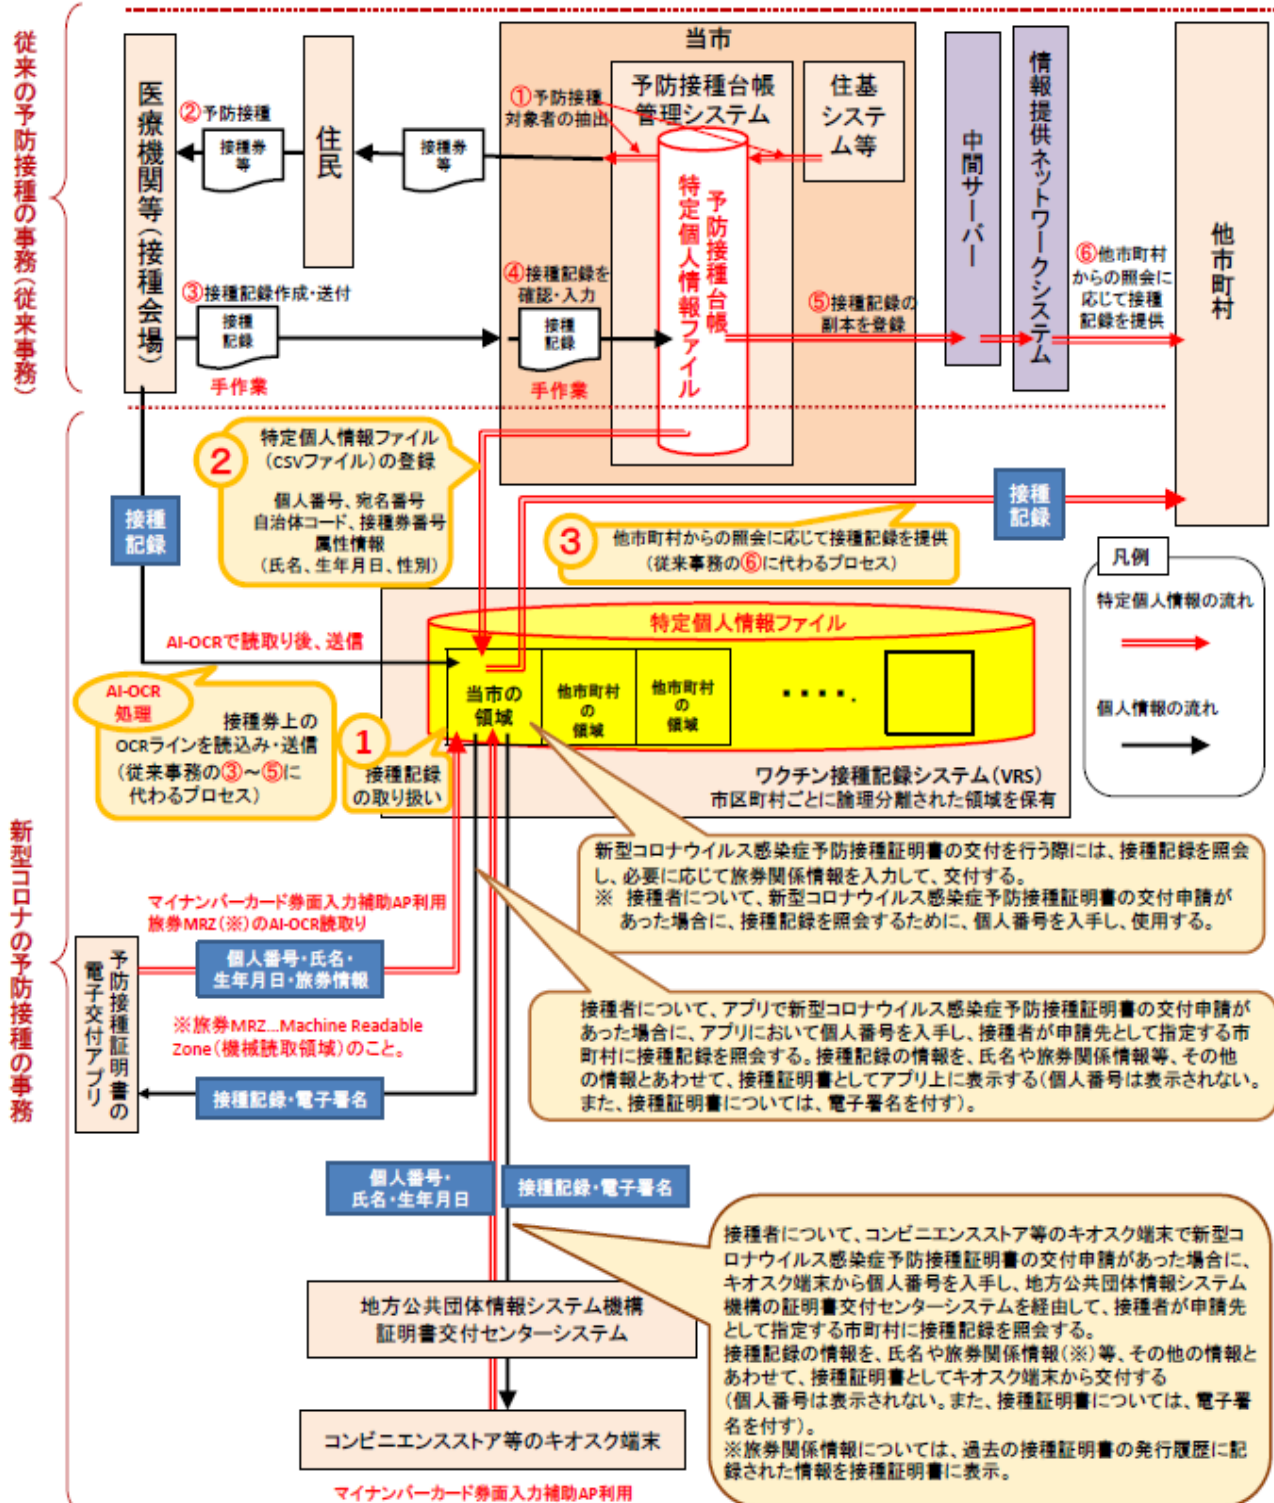 従来の予防接種の事務(従来事務)
医療機関等(接種会場)
②予防接種
接種券
等
住民
接種券
等
当市
①予防接種
対象者の抽出
予防接種台帳
管理システム
住基
システ
ム等
予防接種台帳
特定個人情報ファイル
中間サーバー
情報提供ネットワークシステム
他市町村
③接種記録作成・送付
接種
記録
手作業
④接種記録を
確認・入力
接種
記録
手作業
⑤接種記録の
副本を登録
⑥他市町村
からの照会に
応じて接種
記録を提供
新型コロナの予防接種の事務
接種
記録
2
特定個人情報ファイル
(CSVファイル)の登録
個人番号、宛名番号
自治体コード、接種券番号
属性情報
(氏名、生年月日、性別)
接種
記録
3
他市町村からの照会に応じて接種記録を提供
(従来事務の⑥に代わるプロセス)
凡例
特定個人情報の流れ
個人情報の流れ
特定個人情報ファイル
AI-OCRで読取り後、送信
当市の
領域
他市町村
の
領域
他市町村
の
領域
・・・・.
AI-OCR
処理
接種券上の
OCRラインを読込み・送信
(従来事務の③~⑤に
代わるプロセス)
1
接種記録
の取り扱い
ワクチン接種記録システム(VRS)
市区町村ごとに論理分離された領域を保有
新型コロナウイルス感染症予防接種証明書の交付を行う際には、接種記録を照会
し、必要に応じて旅券関係情報を入力して、交付する。
※ 接種者について、新型コロナウイルス感染症予防接種証明書の交付申請が
あった場合に、接種記録を照会するために、個人番号を入手し、使用する。
マイナンバーカード券面入力補助AP利用
旅券MRZ(※)のAI-OCR読取り
予防接種証明書の
電子交付アプリ
個人番号・氏名・
生年月日・旅券情報
※旅券MRZ…Machine Readable
Zone(機械読取領域)のこと。
接種記録・電子署名
接種者について、アプリで新型コロナウイルス感染症予防接種証明書の交付申請が
あった場合に、アプリにおいて個人番号を入手し、接種者が申請先として指定する市
町村に接種記録を照会する。接種記録の情報を、氏名や旅券関係情報等、その他
の情報とあわせて、接種証明書としてアプリ上に表示する(個人番号は表示されない。
また、接種証明書については、電子署名を付す)。
個人番号・
氏名・生年月日
接種記録・電子署名
接種者について、コンビニエンスストア等のキオスク端末で新型コ
ロナウイルス感染症予防接種証明書の交付申請があった場合に、
キオスク端末から個人番号を入手し、地方公共団体情報システム
機構の証明書交付センターシステムを経由して、接種者が申請先
として指定する市町村に接種記録を照会する。
接種記録の情報を、氏名や旅券関係情報(※)等、その他の情報と
あわせて、接種証明書としてキオスク端末から交付する
(個人番号は表示されない。また、接種証明書については、電子署
名を付す)。
※旅券関係情報については、過去の接種証明書の発行履歴に記
録された情報を接種証明書に表示。
地方公共団体情報システム機構
証明書交付センターシステム
コンビニエンスストア等のキオスク端末
マイナンバーカード券面入力補助AP利用